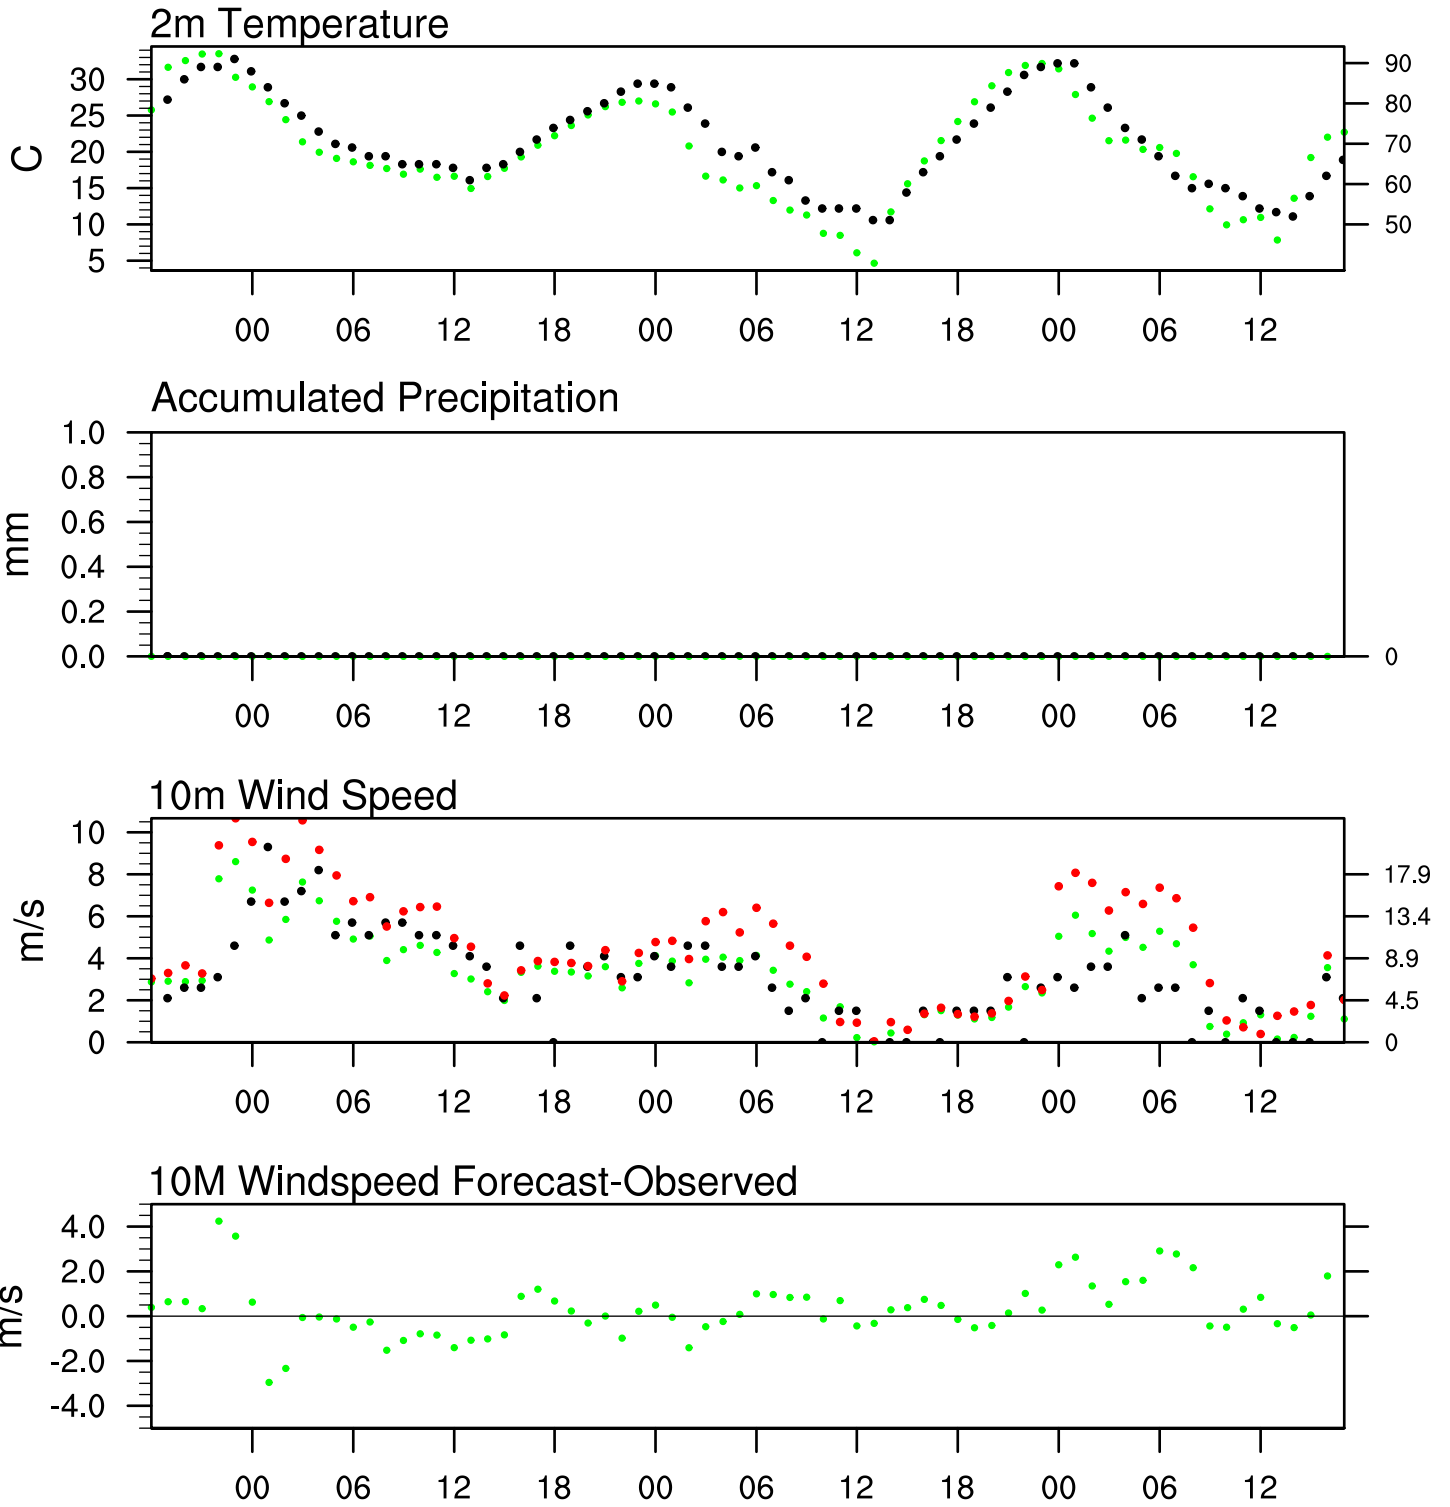 2m Temperature
30
25
20
15
10
5
C
90
80
70
60
50
00 06 12 18 00 06 12 18 00 06 12
Accumulated Precipitation
1.0
0.8
0.6
0.4
0.2
0.0
mm
0
00 06 12 18 00 06 12 18 00 06 12
10m Wind Speed
10
8
6
4
2
0
m/s
17.9
13.4
8.9
4.5
0
00 06 12 18 00 06 12 18 00 06 12
10M Windspeed Forecast-Observed
4.0
2.0
0.0
-2.0
-4.0
m/s
00 06 12 18 00 06 12 18 00 06 12